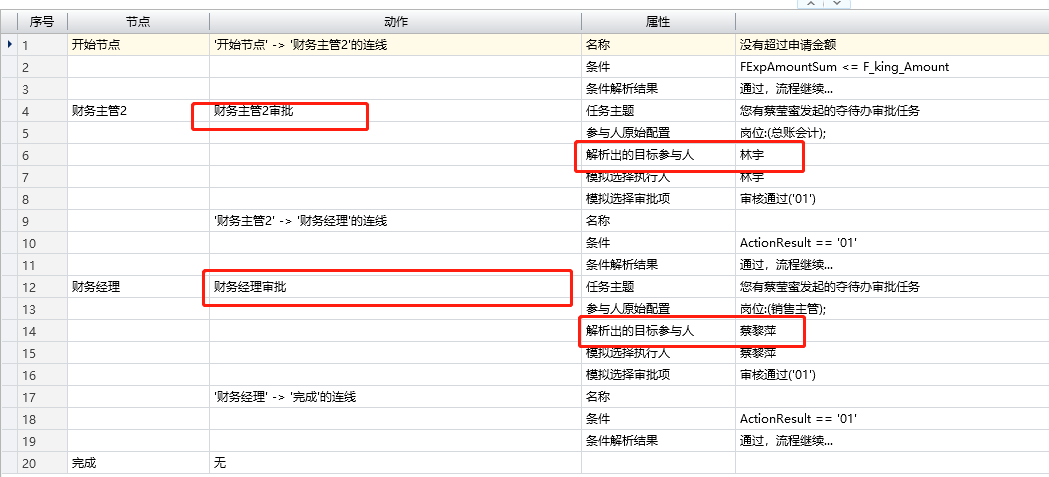 序号 节点 动作 属性
1 开始节点 '开始节点' -> '财务主管2'的连线 名称 没有超过申请金额
2 条件 FExpAmountSum <= F_king_Amount
3 条件解析结果 通过，流程继续...
4 财务主管2 财务主管2审批 任务主题 您有蔡莹蜜发起的夺待办审批任务
5 参与人原始配置 岗位:(总账会计);
6 解析出的目标参与人 林宇
7 模拟选择执行人 林宇
8 模拟选择审批项 审核通过('01')
9 '财务主管2' -> '财务经理'的连线 名称
10 条件 ActionResult == '01'
11 条件解析结果 通过，流程继续...
12 财务经理 财务经理审批 任务主题 您有蔡莹蜜发起的夺待办审批任务
13 参与人原始配置 岗位:(销售主管);
14 解析出的目标参与人 蔡黎萍
15 模拟选择执行人 蔡黎萍
16 模拟选择审批项 审核通过('01')
17 '财务经理' -> '完成'的连线 名称
18 条件 ActionResult == '01'
19 条件解析结果 通过，流程继续...
20 完成 无